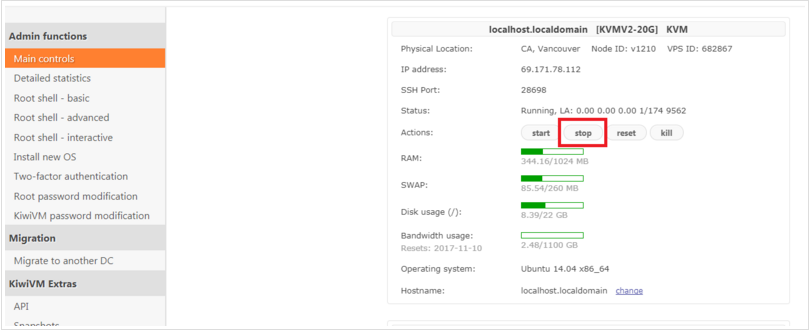 Admin functions
Main controls
Detailed statistics
Root shell - basic
Root shell - advanced
Root shell - interactive
Install new OS
Two-factor authentication
Root password modification
KiwiVM password modification
Migration
Migrate to another DC
KiwiVM Extras
API
Snapshots
localhost.localdomain [KVMV2-20G] KVM
Physical Location: CA, Vancouver Node ID: v1210 VPS ID: 682867
IP address: 69.171.78.112
SSH Port: 28698
Status: Running, LA: 0.00 0.00 0.00 1/174 9562
Actions: start stop reset kill
RAM:
344.16/1024 MB
SWAP:
85.54/260 MB
Disk usage (/):
8.39/22 GB
Bandwidth usage:
Resets: 2017-11-10 2.48/1100 GB
Operating system: Ubuntu 14.04 x86_64
Hostname: localhost.localdomain change